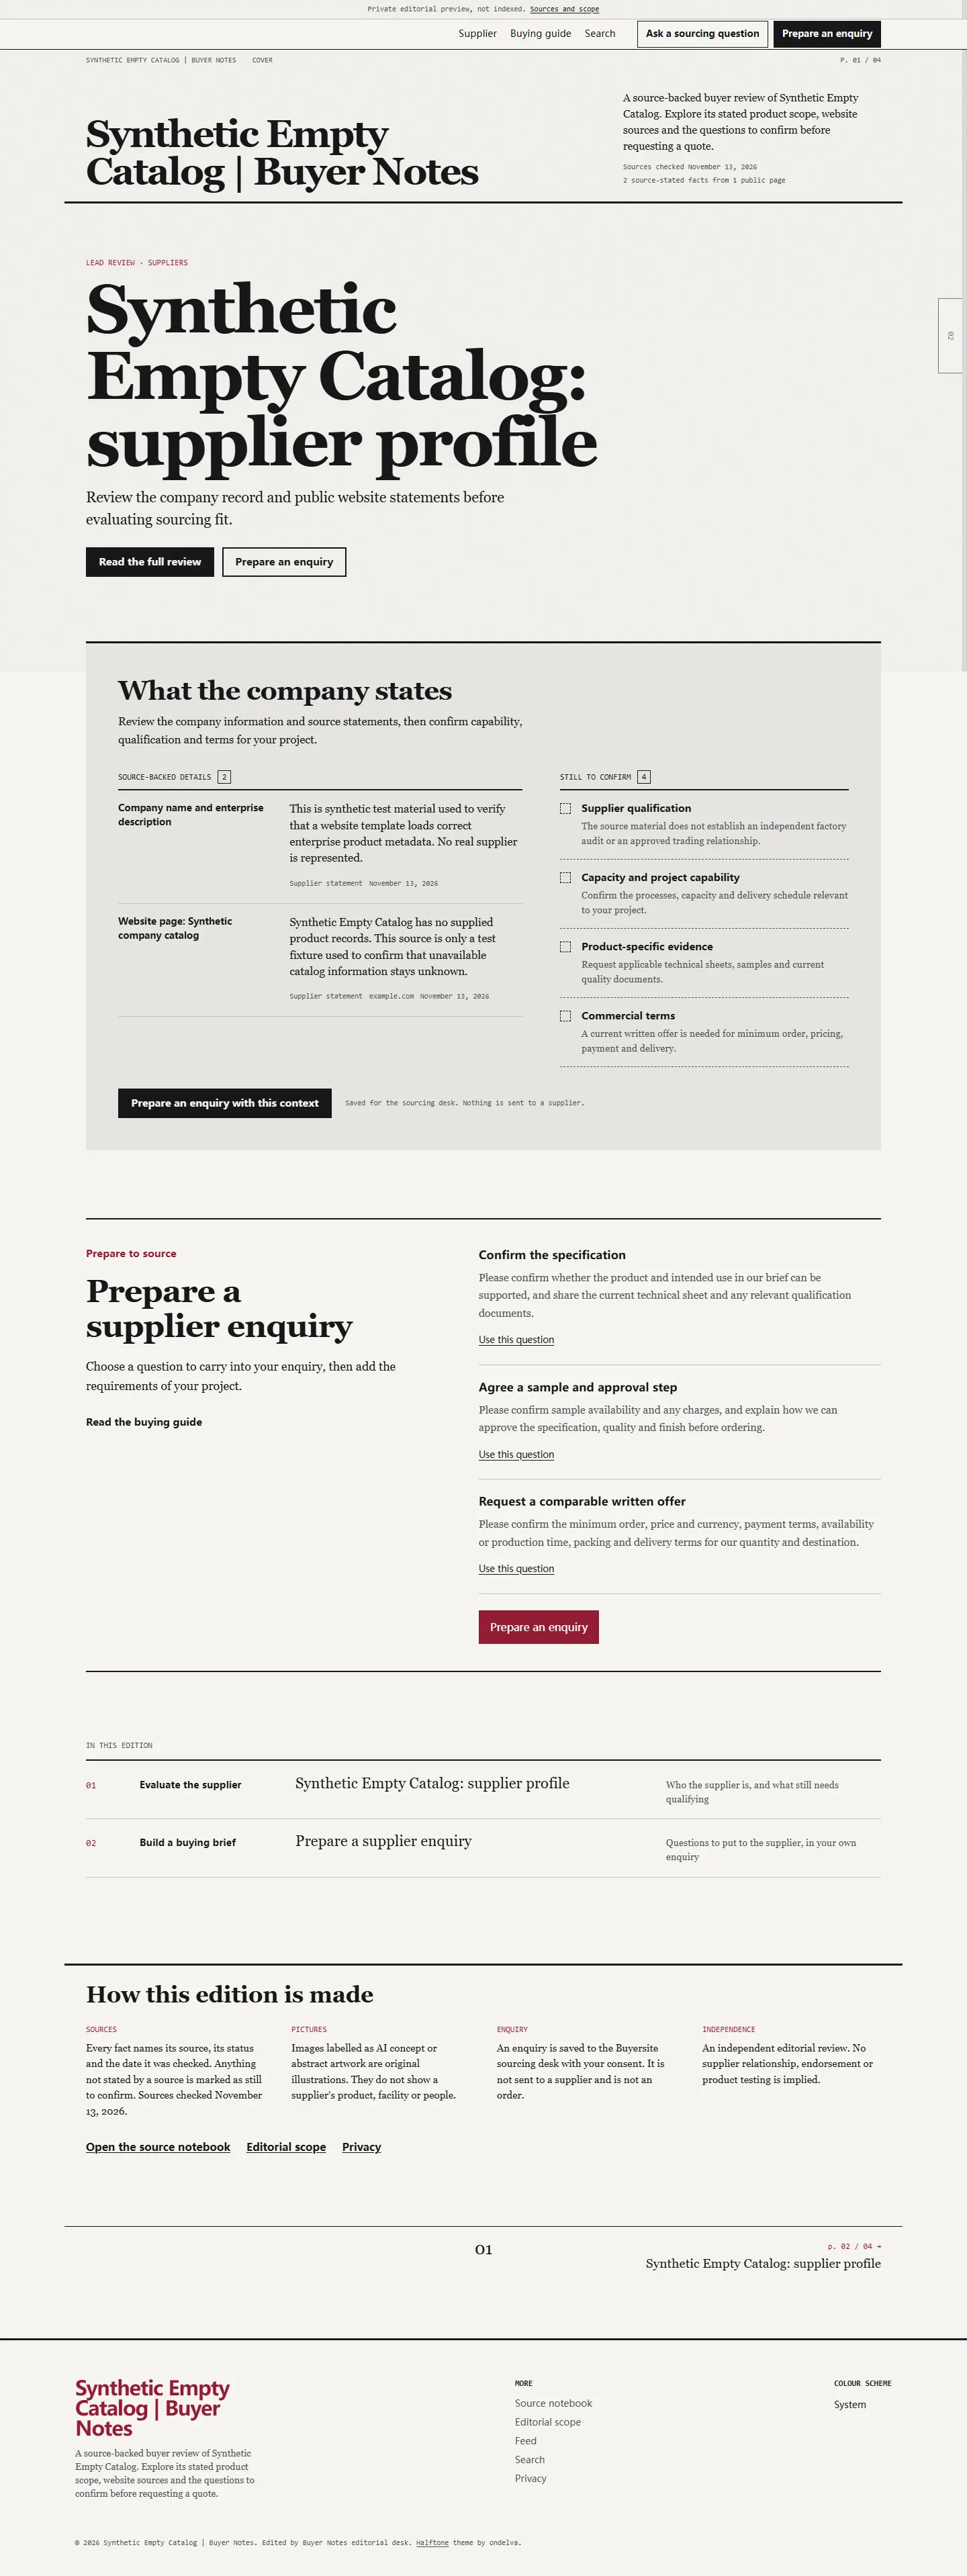 Private editorial preview, not indexed. Sources and scope
Supplier Buying guide Search Ask a sourcing question Prepare an enquiry
SYNTHETIC EMPTY CATALOG | BUYER NOTES COVER P. 01 / 04
Synthetic Empty
Catalog | Buyer Notes
A source-backed buyer review of Synthetic Empty
Catalog. Explore its stated product scope, website
sources and the questions to confirm before
requesting a quote.
Sources checked November 13, 2026
2 source-stated facts from 1 public page
LEAD REVIEW · SUPPLIERS
Synthetic
Empty Catalog:
supplier profile
02
Review the company record and public website statements before
evaluating sourcing fit.
Read the full review Prepare an enquiry
What the company states
Review the company information and source statements, then confirm capability,
qualification and terms for your project.
SOURCE-BACKED DETAILS 2
Company name and enterprise
description
This is synthetic test material used to verify
that a website template loads correct
enterprise product metadata. No real supplier
is represented.
Supplier statement November 13, 2026
Website page: Synthetic
company catalog
Synthetic Empty Catalog has no supplied
product records. This source is only a test
fixture used to confirm that unavailable
catalog information stays unknown.
Supplier statement example.com November 13, 2026
STILL TO CONFIRM 4
Supplier qualification
The source material does not establish an independent factory
audit or an approved trading relationship.
Capacity and project capability
Confirm the processes, capacity and delivery schedule relevant
to your project.
Product-specific evidence
Request applicable technical sheets, samples and current
quality documents.
Commercial terms
A current written offer is needed for minimum order, pricing,
payment and delivery.
Prepare an enquiry with this context Saved for the sourcing desk. Nothing is sent to a supplier.
Prepare to source
Prepare a
supplier enquiry
Choose a question to carry into your enquiry, then add the
requirements of your project.
Read the buying guide
Confirm the specification
Please confirm whether the product and intended use in our brief can be
supported, and share the current technical sheet and any relevant qualification
documents.
Use this question
Agree a sample and approval step
Please confirm sample availability and any charges, and explain how we can
approve the specification, quality and finish before ordering.
Use this question
Request a comparable written offer
Please confirm the minimum order, price and currency, payment terms, availability
or production time, packing and delivery terms for our quantity and destination.
Use this question
Prepare an enquiry
IN THIS EDITION
01 Evaluate the supplier Synthetic Empty Catalog: supplier profile Who the supplier is, and what still needs
qualifying
02 Build a buying brief Prepare a supplier enquiry Questions to put to the supplier, in your own
enquiry
How this edition is made
SOURCES
Every fact names its source, its status
and the date it was checked. Anything
not stated by a source is marked as still
to confirm. Sources checked November
13, 2026.
PICTURES
Images labelled as AI concept or
abstract artwork are original
illustrations. They do not show a
supplier's product, facility or people.
ENQUIRY
An enquiry is saved to the Buyersite
sourcing desk with your consent. It is
not sent to a supplier and is not an
order.
INDEPENDENCE
An independent editorial review. No
supplier relationship, endorsement or
product testing is implied.
Open the source notebook Editorial scope Privacy
01
p. 02 / 04 →
Synthetic Empty Catalog: supplier profile
Synthetic Empty
Catalog | Buyer
Notes
A source-backed buyer review of Synthetic
Empty Catalog. Explore its stated product
scope, website sources and the questions to
confirm before requesting a quote.
MORE
Source notebook
Editorial scope
Feed
Search
Privacy
COLOUR SCHEME
System
© 2026 Synthetic Empty Catalog | Buyer Notes. Edited by Buyer Notes editorial desk. Halftone theme by ondelva.